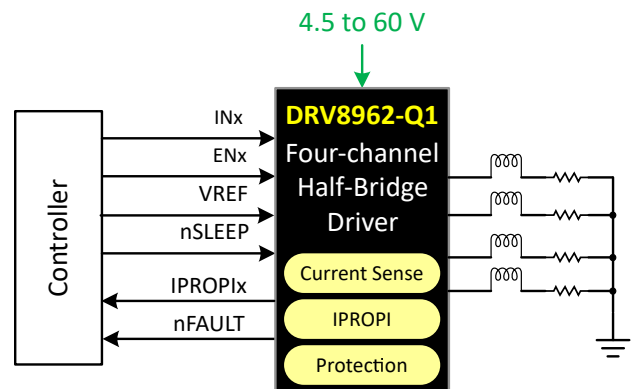 4.5 to 60 V
Controller
INx
ENx
VREF
nSLEEP
IPROPIx
nFAULT
DRV8962-Q1
Four-channel
Half-Bridge
Driver
Current Sense
IPROPI
Protection